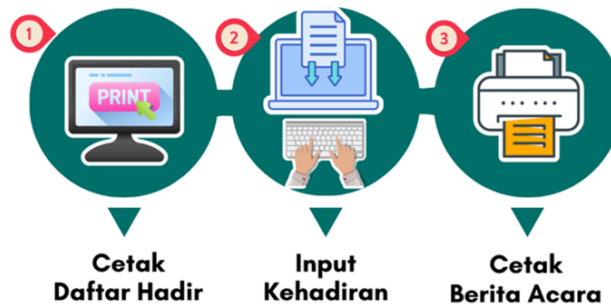 1
PRINT
2
3
Cetak
Daftar Hadir
Input
Kehadiran
Cetak
Berita Acara